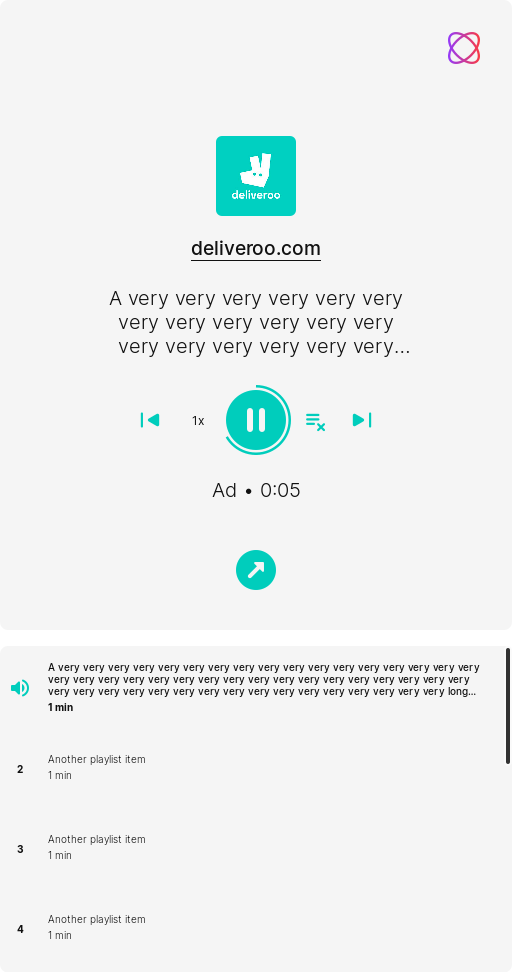 deliveroo
deliveroo.com
A very very very very very very
very very very very very very
very very very very very very...
1x
Ad • 0:05
A very very very very very very very very very very very very very very very very very
very very very very very very very very very very very very very very very very very
very very very very very very very very very very very very very very very very long...
1 min
2
Another playlist item
1 min
3
Another playlist item
1 min
4
Another playlist item
1 min